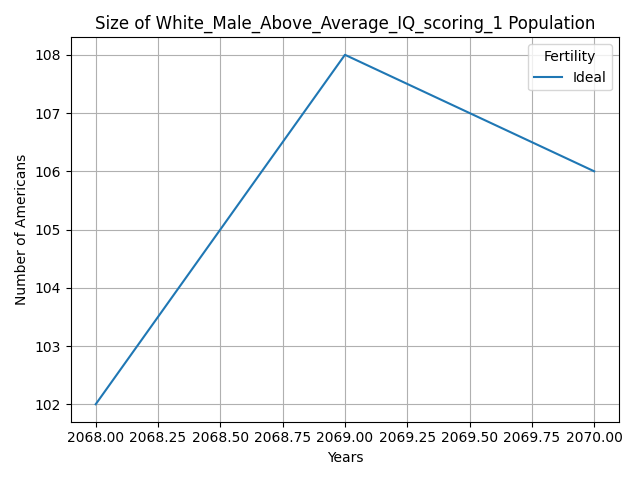 Size of White_Male_Above_Average_IQ_scoring_1 Population
Fertility
Ideal
108
107
106
105
104
103
102
Number of Americans
2068.00 2068.25 2068.50 2068.75 2069.00 2069.25 2069.50 2069.75 2070.00
Years